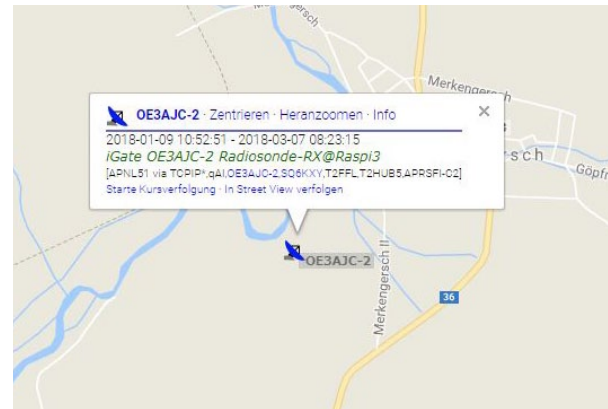 Merkengersch
OE3AJC-2 · Zentrieren · Heranzoomen · Info
2018-01-09 10:52:51 - 2018-03-07 08:23:15
iGate OE3AJC-2 Radiosonde-RX@Raspi3
[APNL51 via TCPIP*,qAI,OE3AJC-2,SQ6KXY,T2FFL,T2HUB5,APRSFI-C2]
Starte Kursverfolgung · In Street View verfolgen
OE3AJC-2
Merkengersch II
36